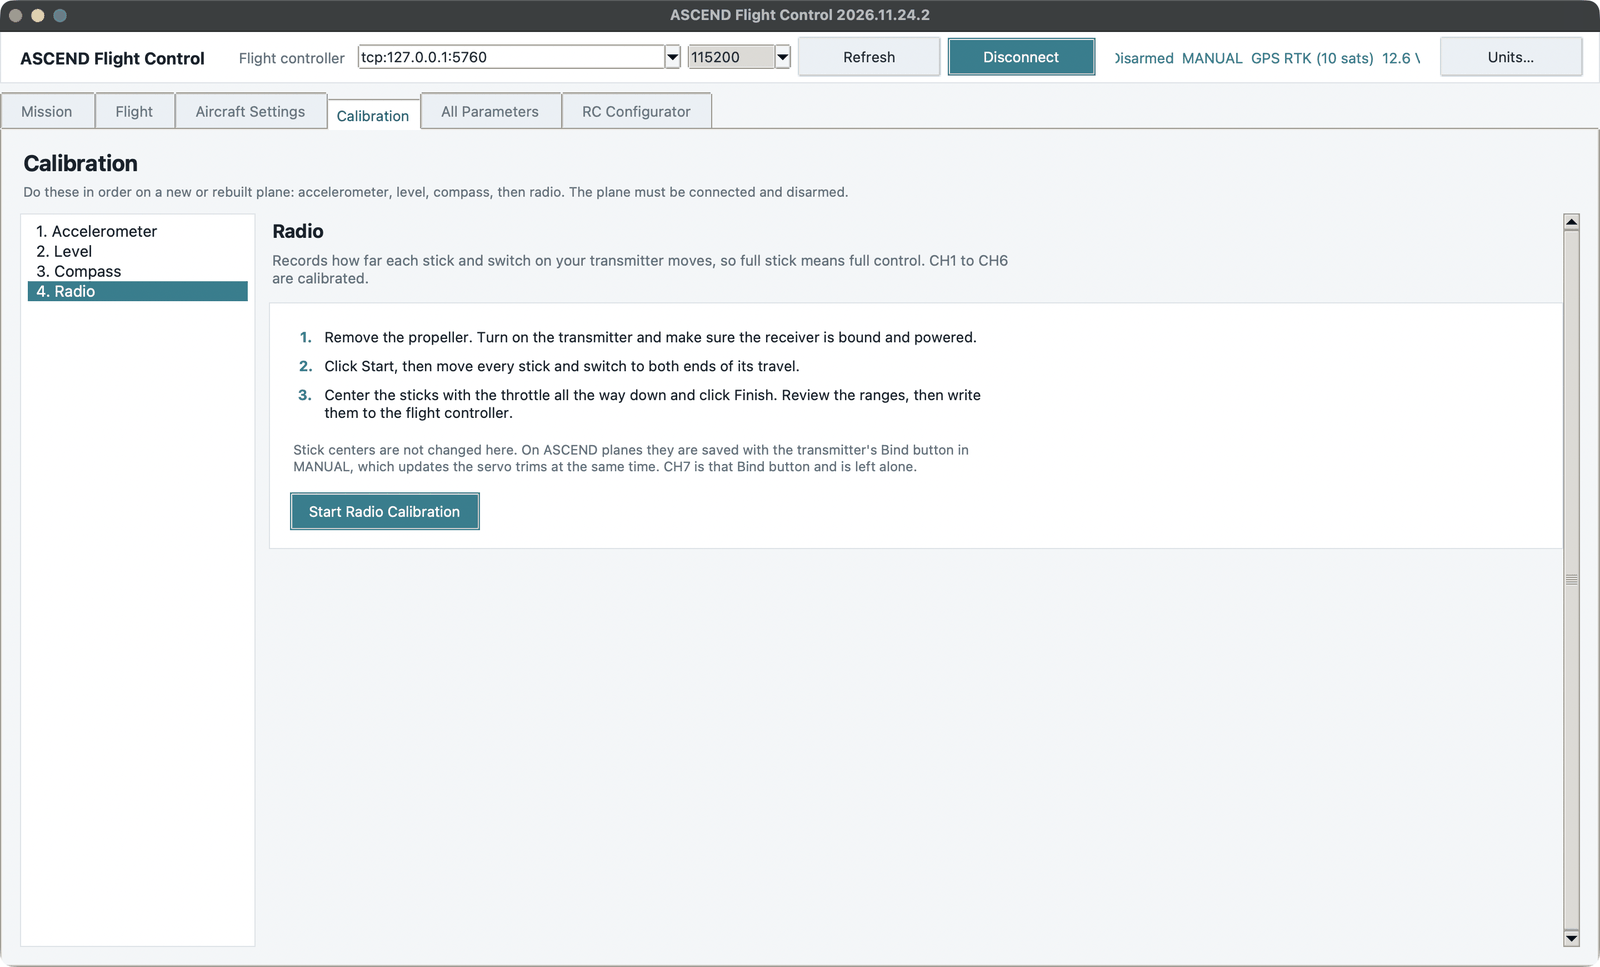 ASCEND Flight Control 2026.11.24.2
ASCEND Flight Control
Flight controller
tcp:127.0.0.1:5760
115200
Refresh
Disconnect
Disarmed MANUAL GPS RTK (10 sats) 12.6 V
Units...
Mission
Flight
Aircraft Settings
Calibration
All Parameters
RC Configurator
Calibration
Do these in order on a new or rebuilt plane: accelerometer, level, compass, then radio. The plane must be connected and disarmed.
1. Accelerometer
2. Level
3. Compass
4. Radio
Radio
Records how far each stick and switch on your transmitter moves, so full stick means full control. CH1 to CH6
are calibrated.
1. Remove the propeller. Turn on the transmitter and make sure the receiver is bound and powered.
2. Click Start, then move every stick and switch to both ends of its travel.
3. Center the sticks with the throttle all the way down and click Finish. Review the ranges, then write
them to the flight controller.
Stick centers are not changed here. On ASCEND planes they are saved with the transmitter's Bind button in
MANUAL, which updates the servo trims at the same time. CH7 is that Bind button and is left alone.
Start Radio Calibration